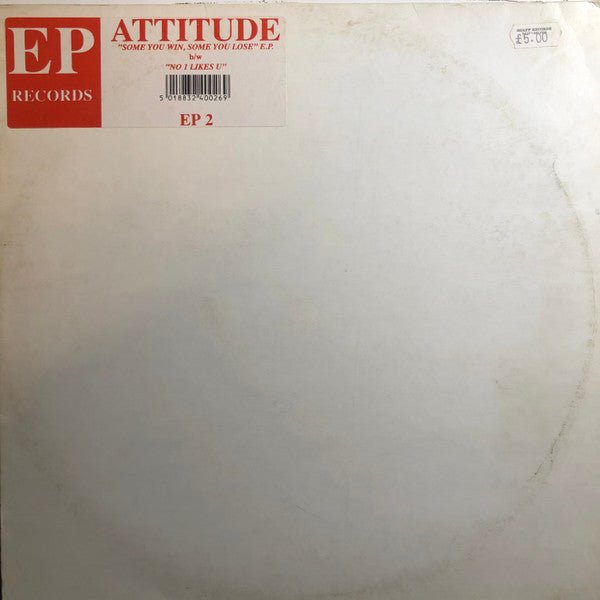 EP
RECORDS
ATTITUDE
"SOME YOU WIN, SOME YOU LOSE" E.P.
b/w
"NO 1 LIKES U"
5 018832 400269
EP 2
RECORDS
£5.00